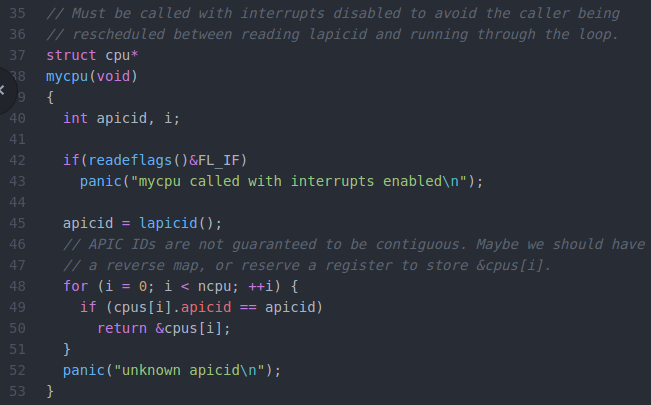 35 // Must be called with interrupts disabled to avoid the caller being
36 // rescheduled between reading lapicid and running through the loop.
37 struct cpu*
38 mycpu(void)
9 {
40   int apicid, i;
41
42   if(readeflags()&FL_IF)
43     panic("mycpu called with interrupts enabled\n");
44
45   apicid = lapicid();
46   // APIC IDs are not guaranteed to be contiguous. Maybe we should have
47   // a reverse map, or reserve a register to store &cpus[i].
48   for (i = 0; i < ncpu; ++i) {
49     if (cpus[i].apicid == apicid)
50       return &cpus[i];
51   }
52   panic("unknown apicid\n");
53 }